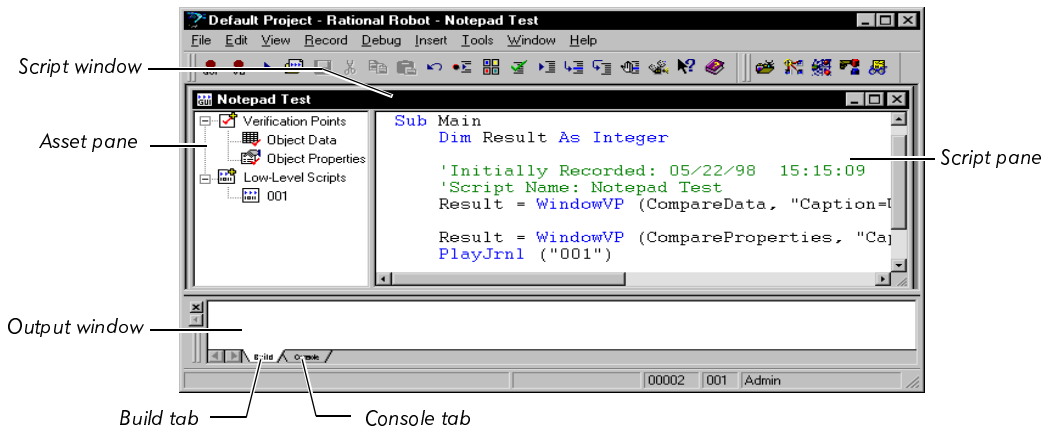 Default Project - Rational Robot - Notepad Test
File Edit View Record Debug Insert Tools Window Help
Script window
Notepad Test
Asset pane
Verification Points
Object Data
Object Properties
Low-Level Scripts
001
Sub Main
Dim Result As Integer
'Initially Recorded: 05/22/98 15:15:09
'Script Name: Notepad Test
Result = WindowVP (CompareData, "Caption=
Result = WindowVP (CompareProperties, "Cap
PlayJrnl ("001")
Script pane
Output window
Build Console
00002 001 Admin
Build tab Console tab